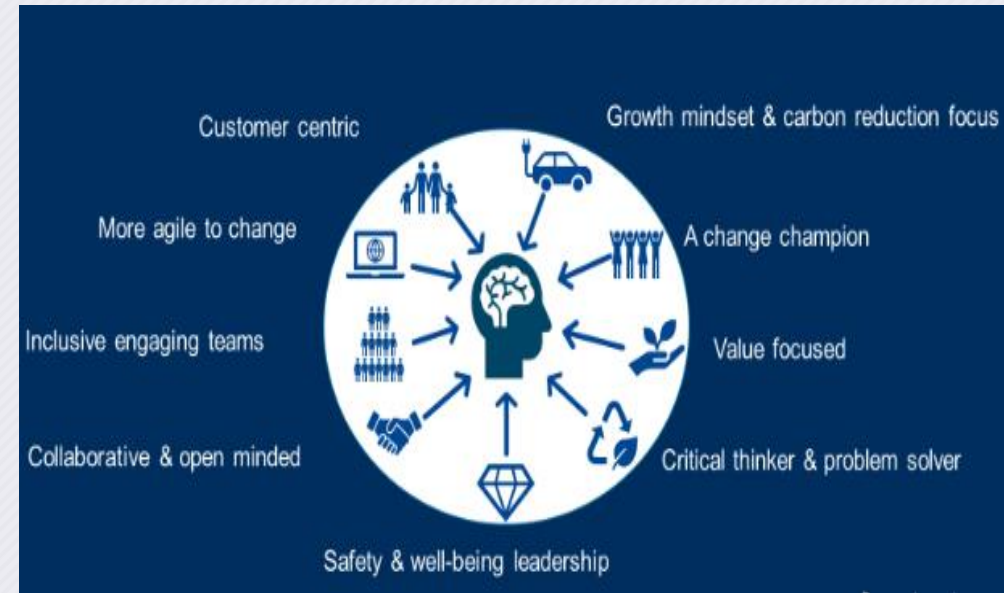 Customer centric
Growth mindset & carbon reduction focus
More agile to change
A change champion
Inclusive engaging teams
Value focused
Collaborative & open minded
Critical thinker & problem solver
Safety & well-being leadership